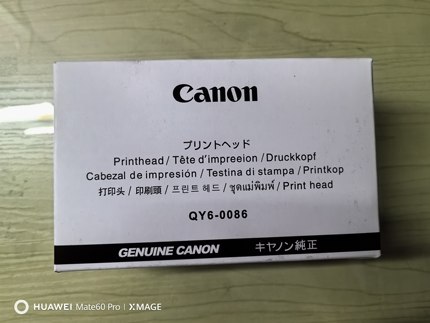 Canon
プリントヘッド
Printhead / Tête d'impreeion / Druckkopf
Cabezal de impresión / Testina di stampa / Printkop
打印头 / 印刷頭 / 프린트 헤드 / ชุดแม่พิมพ์ / Print head
QY6-0086
GENUINE CANON キヤノン純正
HUAWEI Mate60 Pro | XMAGE